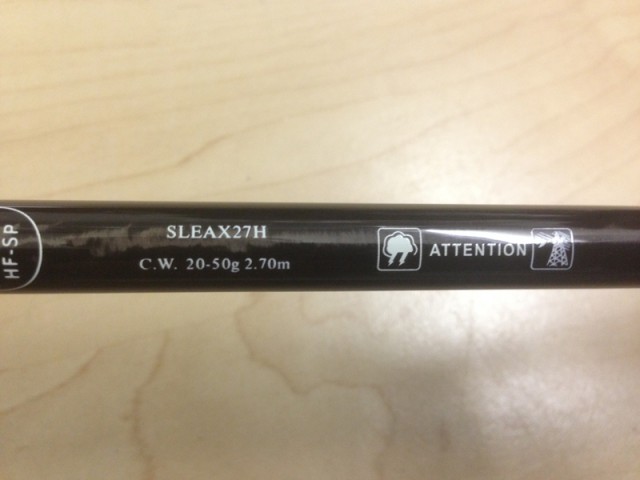 HF-SP
SLEAX27H
C.W. 20-50g 2.70m
ATTENTION